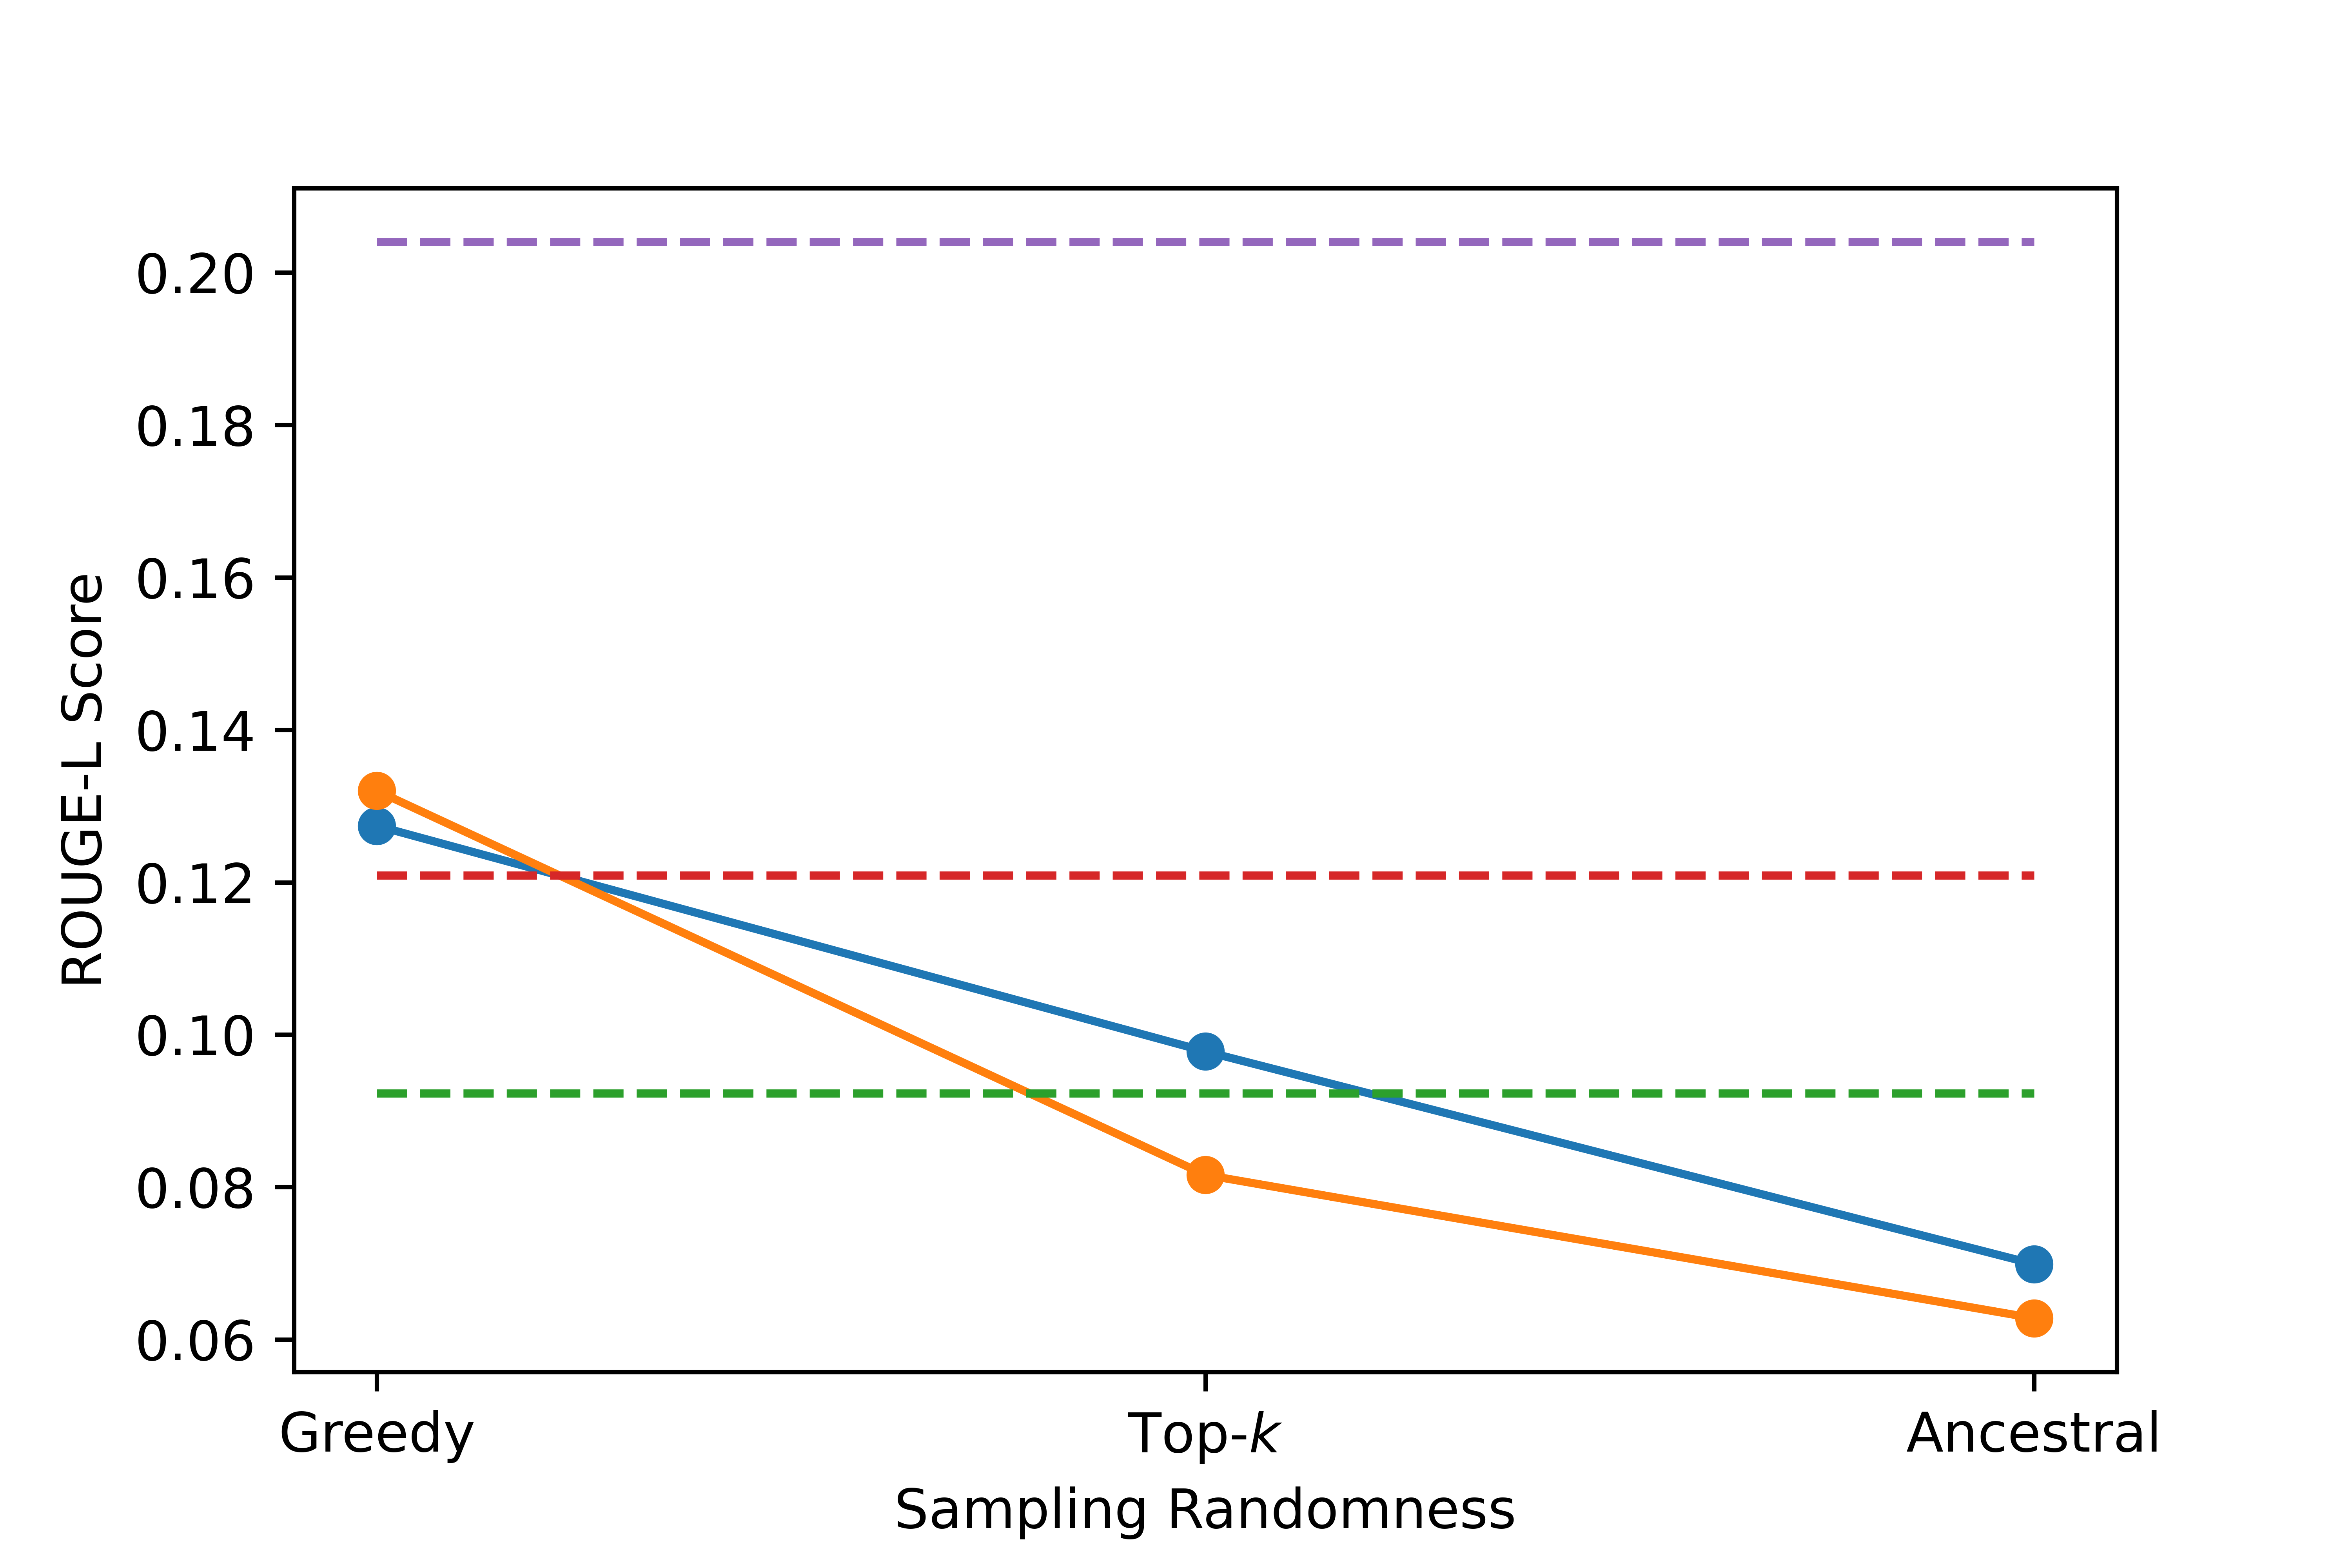 0.20
0.18
0.16
0.14
0.12
0.10
0.08
0.06
ROUGE-L Score
Greedy
Top-k
Ancestral
Sampling Randomness